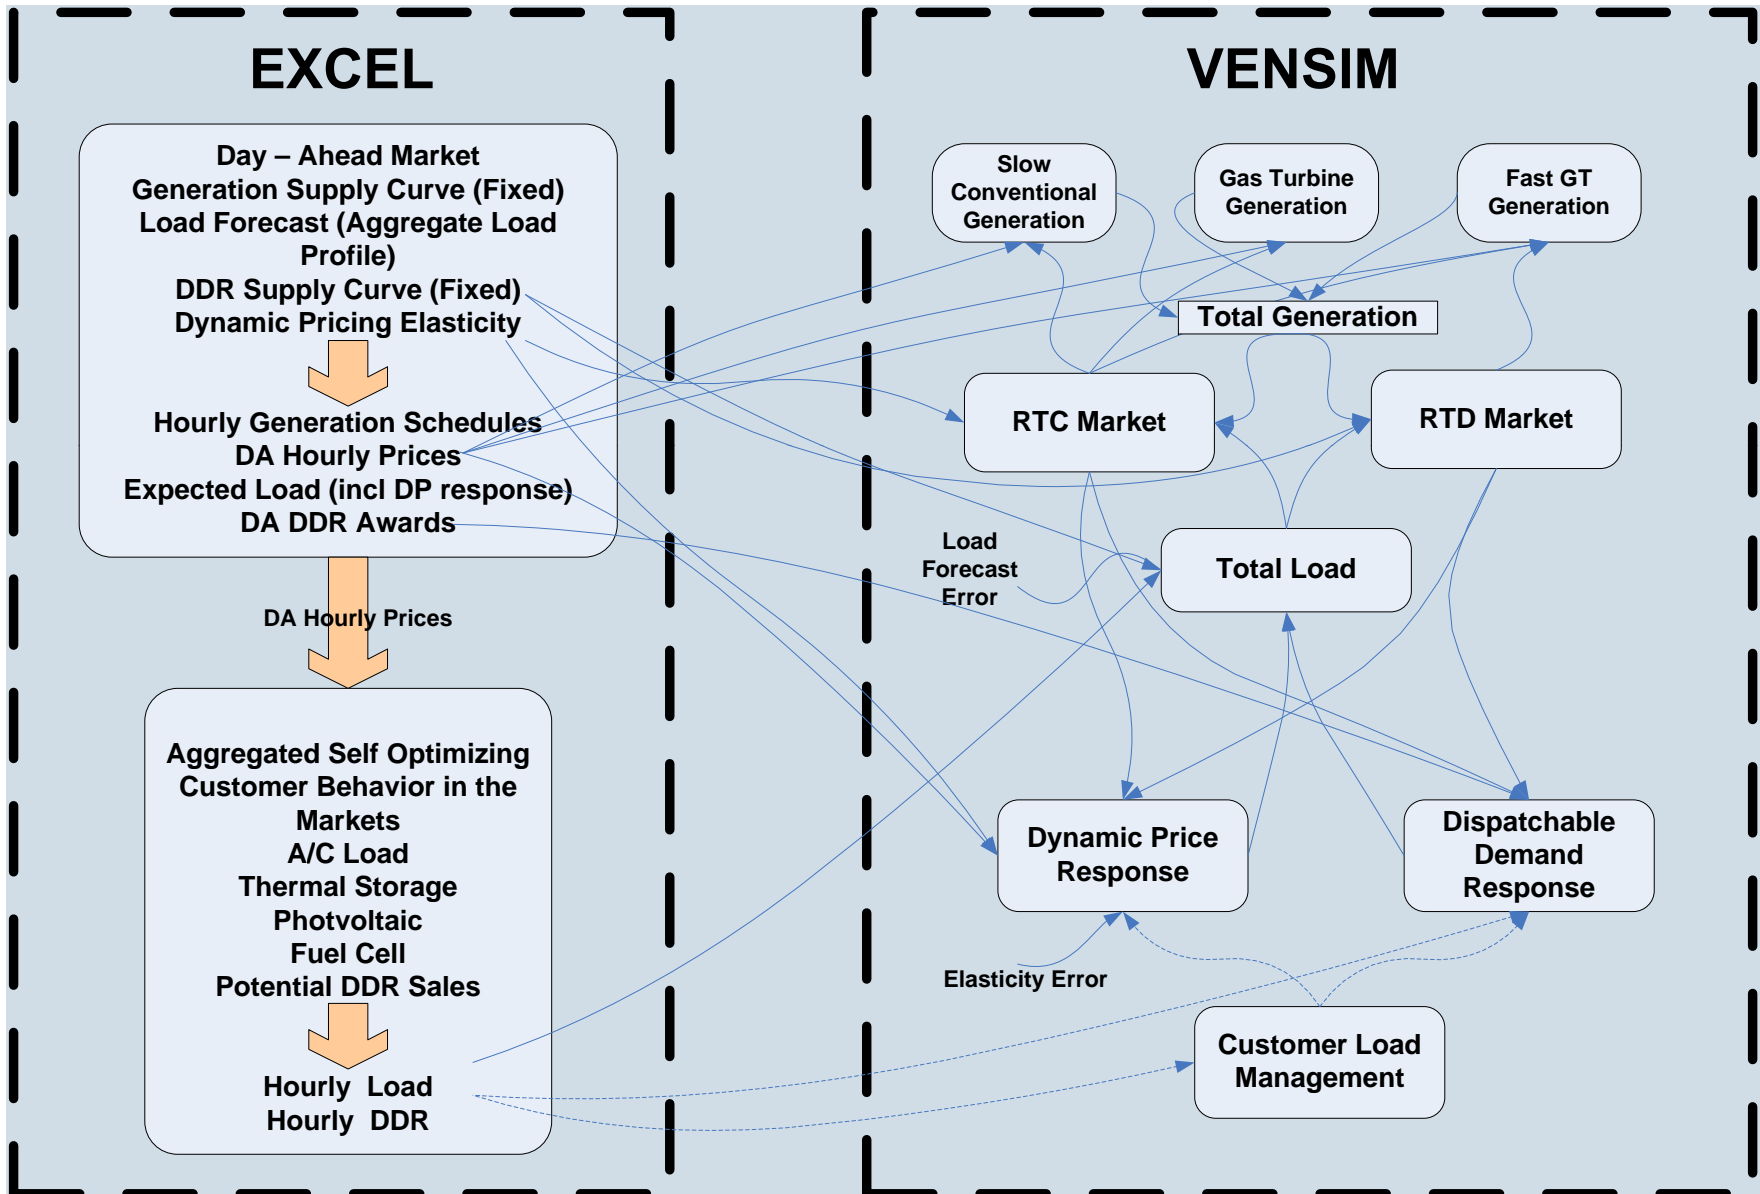 EXCEL
Day – Ahead Market
Generation Supply Curve (Fixed)
Load Forecast (Aggregate Load
Profile)
DDR Supply Curve (Fixed)
Dynamic Pricing Elasticity
Hourly Generation Schedules
DA Hourly Prices
Expected Load (incl DP response)
DA DDR Awards
DA Hourly Prices
Aggregated Self Optimizing
Customer Behavior in the
Markets
A/C Load
Thermal Storage
Photvoltaic
Fuel Cell
Potential DDR Sales
Hourly Load
Hourly DDR
VENSIM
Slow
Conventional
Generation
Gas Turbine
Generation
Fast GT
Generation
Total Generation
RTC Market
RTD Market
Load
Forecast
Error
Total Load
Dynamic Price
Response
Dispatchable
Demand
Response
Elasticity Error
Customer Load
Management